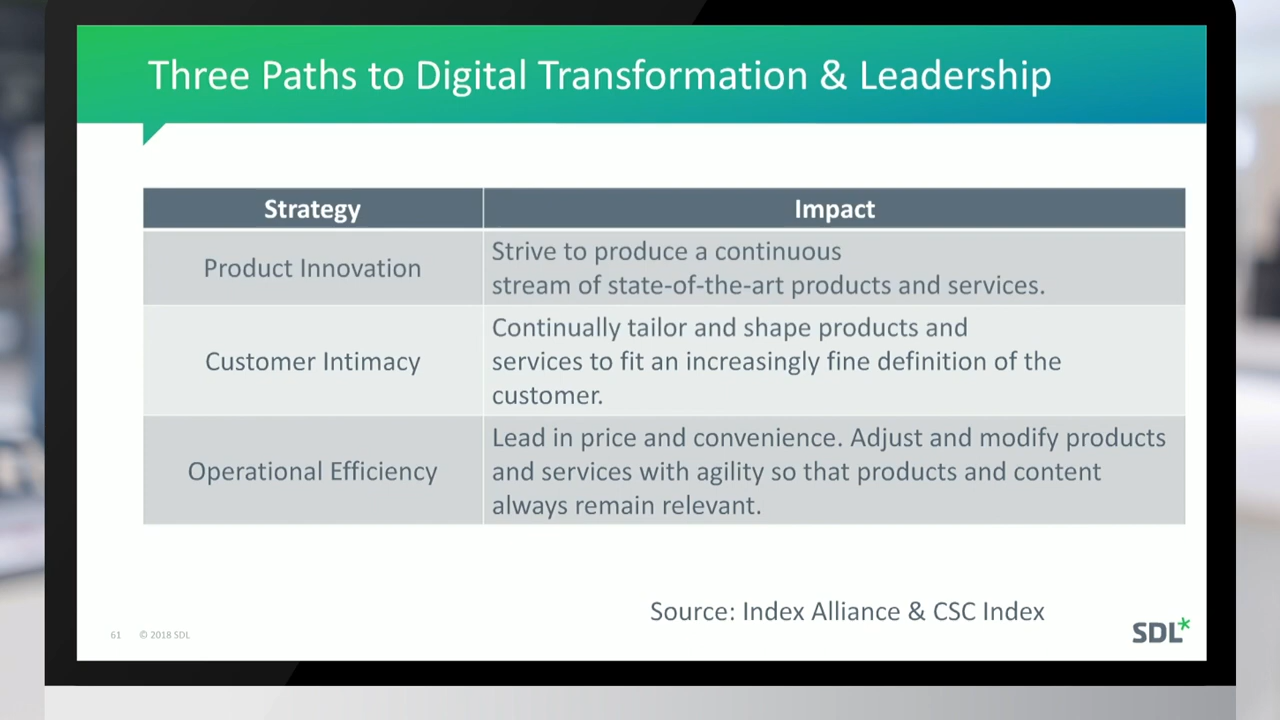 Three Paths to Digital Transformation & Leadership
Strategy
Impact
Product Innovation
Strive to produce a continuous
stream of state-of-the-art products and services.
Customer Intimacy
Continually tailor and shape products and
services to fit an increasingly fine definition of the
customer.
Operational Efficiency
Lead in price and convenience. Adjust and modify products
and services with agility so that products and content
always remain relevant.
Source: Index Alliance & CSC Index
61 © 2018 SDL
SDL*